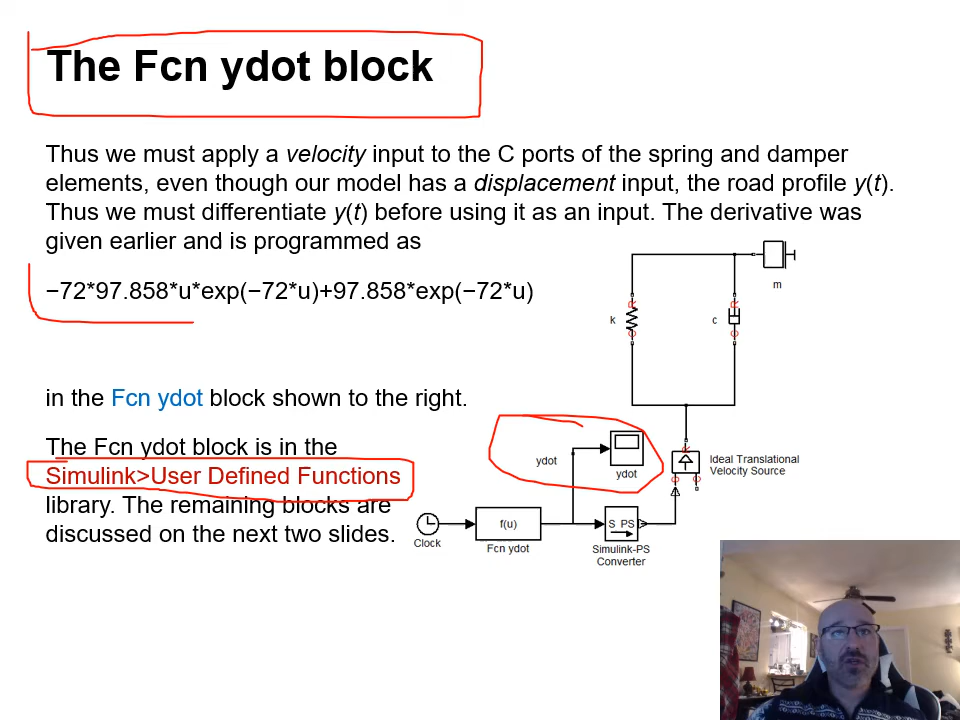 The Fcn ydot block
Thus we must apply a velocity input to the C ports of the spring and damper
elements, even though our model has a displacement input, the road profile y(t).
Thus we must differentiate y(t) before using it as an input. The derivative was
given earlier and is programmed as
−72*97.858*u*exp(−72*u)+97.858*exp(−72*u)
in the Fcn ydot block shown to the right.
The Fcn ydot block is in the
Simulink>User Defined Functions
library. The remaining blocks are
discussed on the next two slides.
m
k
R
C
c
R
C
ydot
ydot
R
S
C
Ideal Translational
Velocity Source
Clock
f(u)
Fcn ydot
S PS
Simulink-PS
Converter